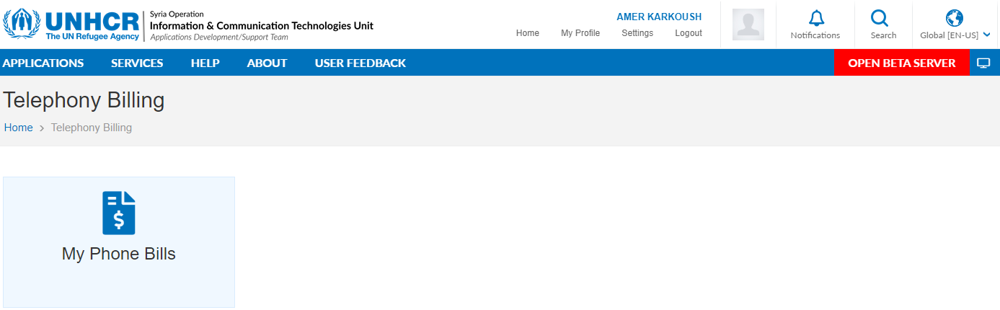 UNHCR
The UN Refugee Agency
Syria Operation
Information & Communication Technologies Unit
Applications Development/Support Team
AMER KARKOUSH
Home My Profile Settings Logout
Notifications
Search
Global [EN-US]
APPLICATIONS SERVICES HELP ABOUT USER FEEDBACK OPEN BETA SERVER
Telephony Billing
Home > Telephony Billing
$
My Phone Bills